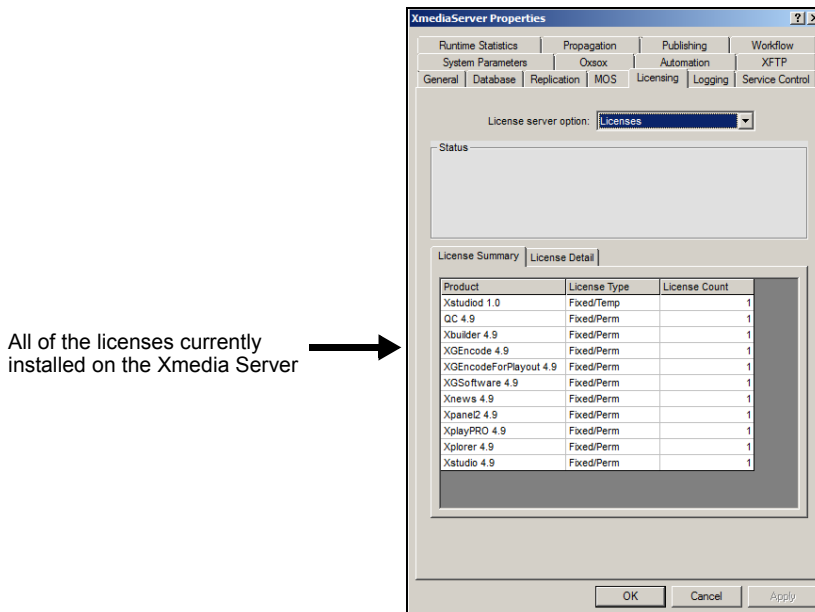 XmediaServer Properties
Runtime Statistics Propagation Publishing Workflow
System Parameters Oxsox Automation XFTP
General Database Replication MOS Licensing Logging Service Control
License server option: Licenses
Status
License Summary License Detail
Product License Type License Count
Xstudiod 1.0 Fixed/Temp 1
QC 4.9 Fixed/Perm 1
Xbuilder 4.9 Fixed/Perm 1
XGEncode 4.9 Fixed/Perm 1
XGEncodeForPlayout 4.9 Fixed/Perm 1
XGSoftware 4.9 Fixed/Perm 1
Xnews 4.9 Fixed/Perm 1
Xpanel2 4.9 Fixed/Perm 1
XplayPRO 4.9 Fixed/Perm 1
Xplorer 4.9 Fixed/Perm 1
Xstudio 4.9 Fixed/Perm 1
All of the licenses currently
installed on the Xmedia Server
OK Cancel Apply